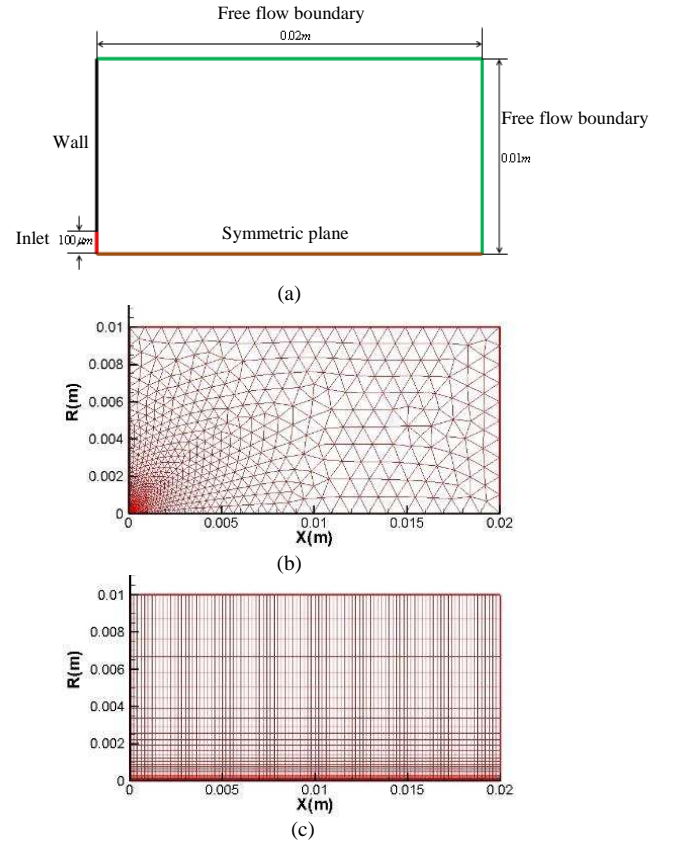 Free flow boundary
0.02m
Wall
Free flow boundary
0.01m
Inlet 100μm
Symmetric plane
(a)
0.01
0.008
0.006
0.004
0.002
0
R(m)
0 0.005 0.01 0.015 0.02
X(m)
(b)
0.01
0.008
0.006
0.004
0.002
0
R(m)
0 0.005 0.01 0.015 0.02
X(m)
(c)